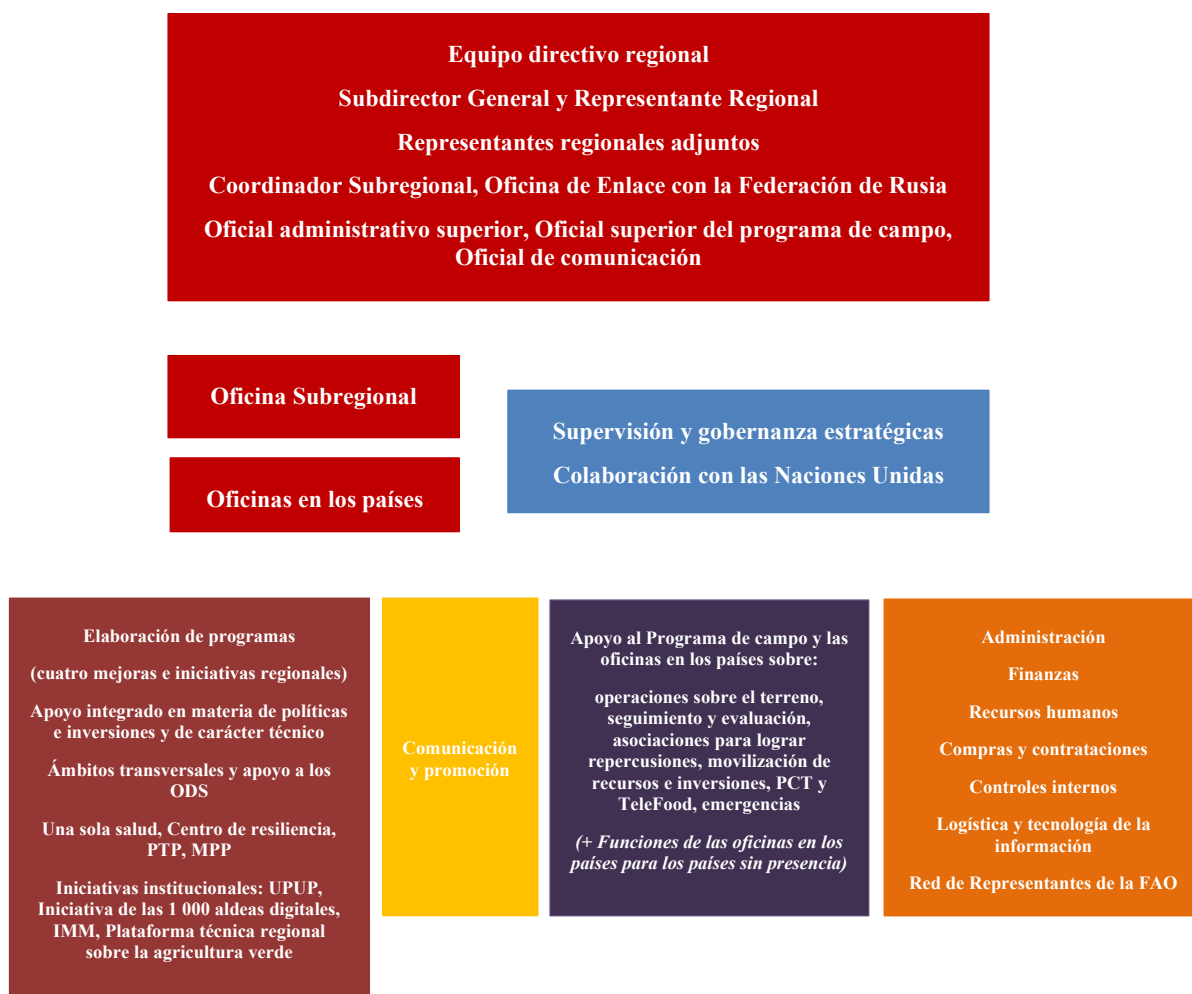 Equipo directivo regional
Subdirector General y Representante Regional
Representantes regionales adjuntos
Coordinador Subregional, Oficina de Enlace con la Federación de Rusia
Oficial administrativo superior, Oficial superior del programa de campo,
Oficial de comunicación
Oficina Subregional
Oficinas en los países
Supervisión y gobernanza estratégicas
Colaboración con las Naciones Unidas
Elaboración de programas
(cuatro mejoras e iniciativas regionales)
Apoyo integrado en materia de políticas
e inversiones y de carácter técnico
Ámbitos transversales y apoyo a los
ODS
Una sola salud, Centro de resiliencia,
PTP, MPP
Iniciativas institucionales: UPUP,
Iniciativa de las 1 000 aldeas digitales,
IMM, Plataforma técnica regional
sobre la agricultura verde
Comunicación
y promoción
Apoyo al Programa de campo y las
oficinas en los países sobre:
operaciones sobre el terreno,
seguimiento y evaluación,
asociaciones para lograr
repercusiones, movilización de
recursos e inversiones, PCT y
TeleFood, emergencias
(+ Funciones de las oficinas en los
países para los países sin presencia)
Administración
Finanzas
Recursos humanos
Compras y contrataciones
Controles internos
Logística y tecnología de la
información
Red de Representantes de la FAO